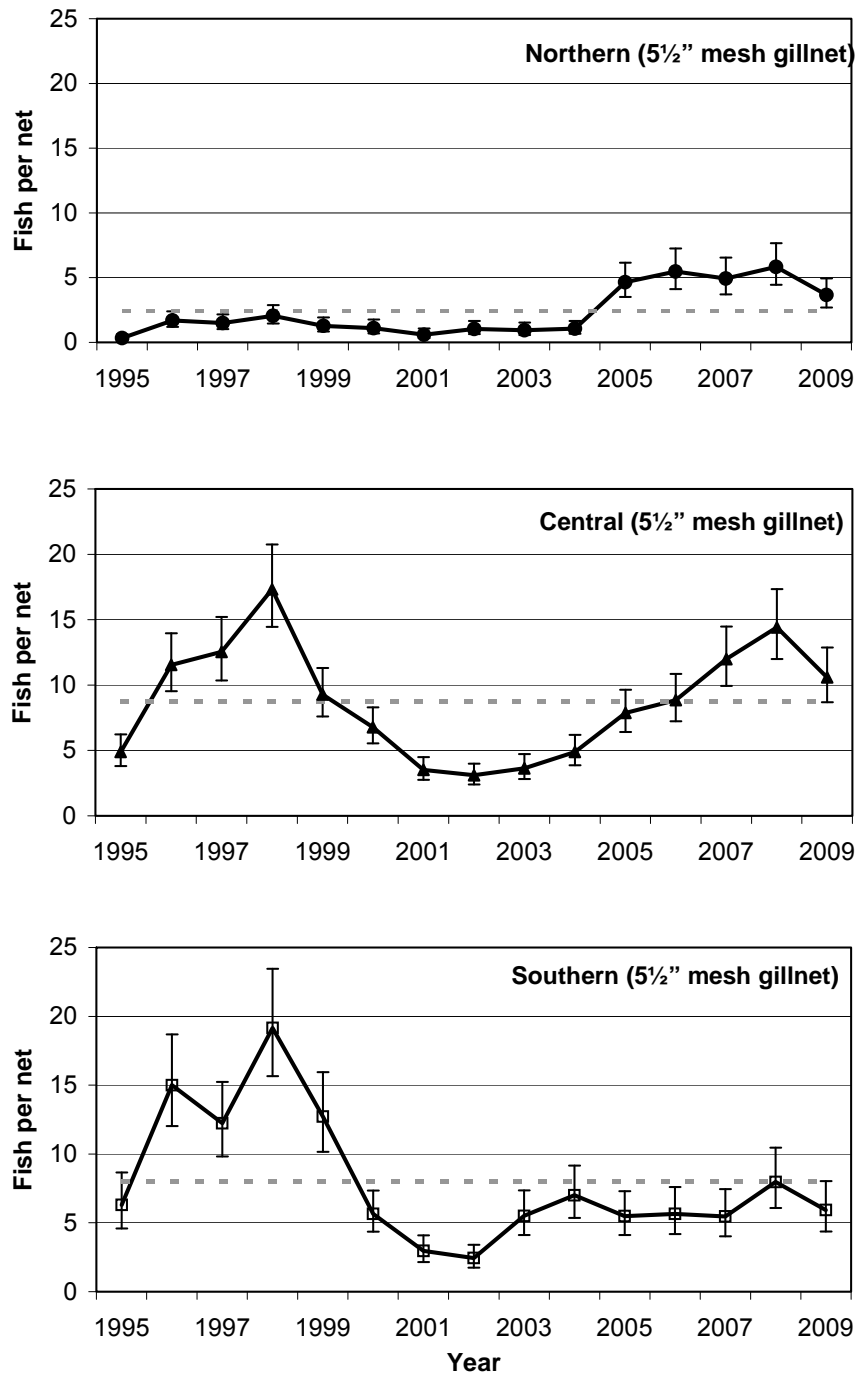 Northern (5½” mesh gillnet)
Fish per net
25
20
15
10
5
0
1995 1997 1999 2001 2003 2005 2007 2009
Central (5½” mesh gillnet)
Fish per net
25
20
15
10
5
0
1995 1997 1999 2001 2003 2005 2007 2009
Southern (5½” mesh gillnet)
Fish per net
25
20
15
10
5
0
1995 1997 1999 2001 2003 2005 2007 2009
Year